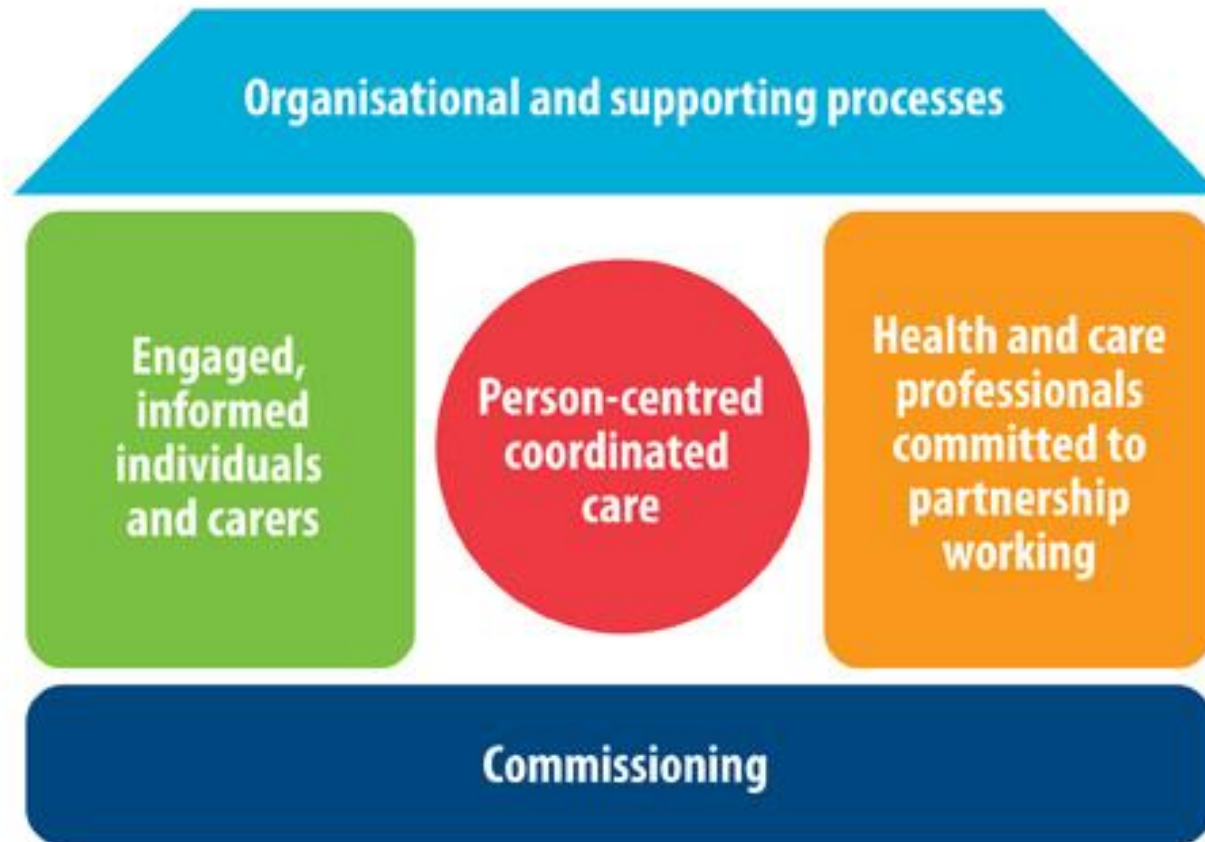 Organisational and supporting processes
Engaged,
informed
individuals
and carers
Person-centred
coordinated
care
Health and care
professionals
committed to
partnership
working
Commissioning